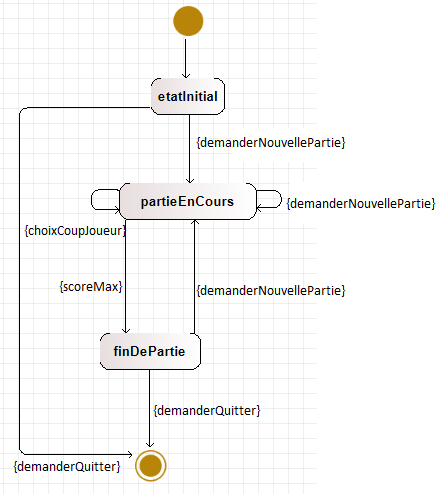 etatInitial
{demanderNouvellePartie}
partieEnCours
{demanderNouvellePartie}
{choixCoupJoueur}
{scoreMax}
{demanderNouvellePartie}
finDePartie
{demanderQuitter}
{demanderQuitter}